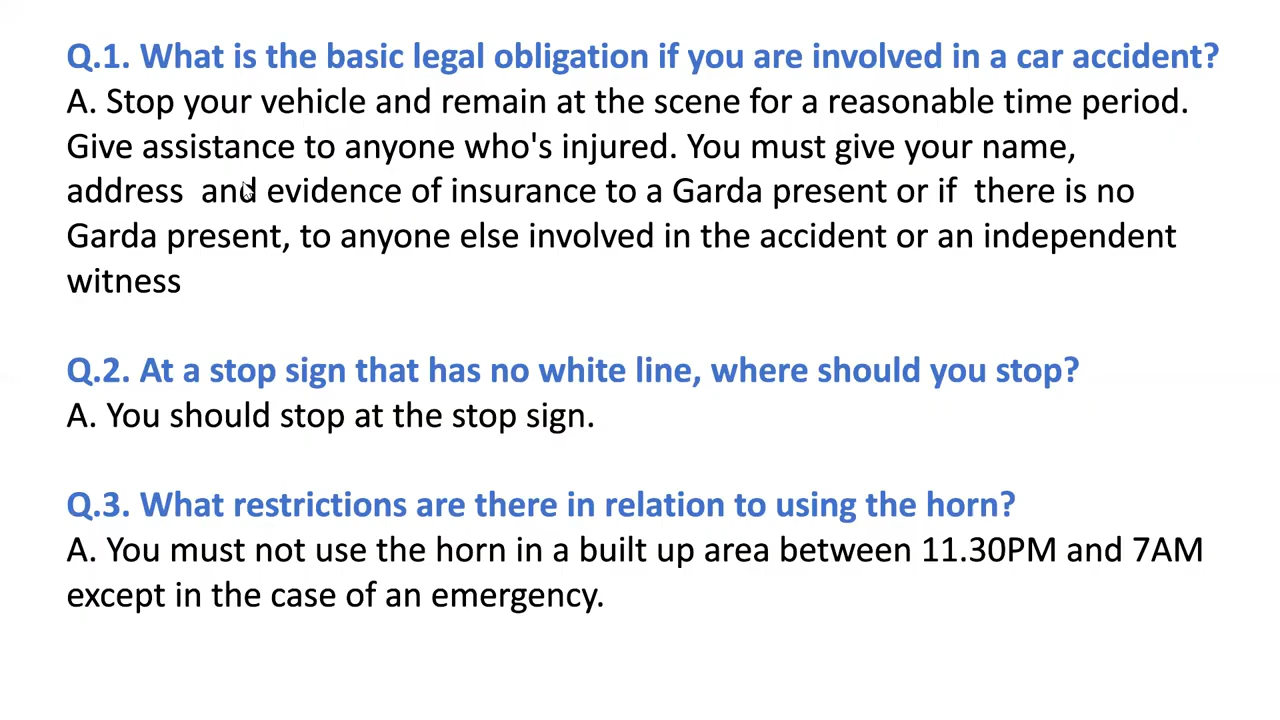 Q.1. What is the basic legal obligation if you are involved in a car accident?
A. Stop your vehicle and remain at the scene for a reasonable time period.
Give assistance to anyone who's injured. You must give your name,
address  and evidence of insurance to a Garda present or if  there is no
Garda present, to anyone else involved in the accident or an independent
witness
Q.2. At a stop sign that has no white line, where should you stop?
A. You should stop at the stop sign.
Q.3. What restrictions are there in relation to using the horn?
A. You must not use the horn in a built up area between 11.30PM and 7AM
except in the case of an emergency.